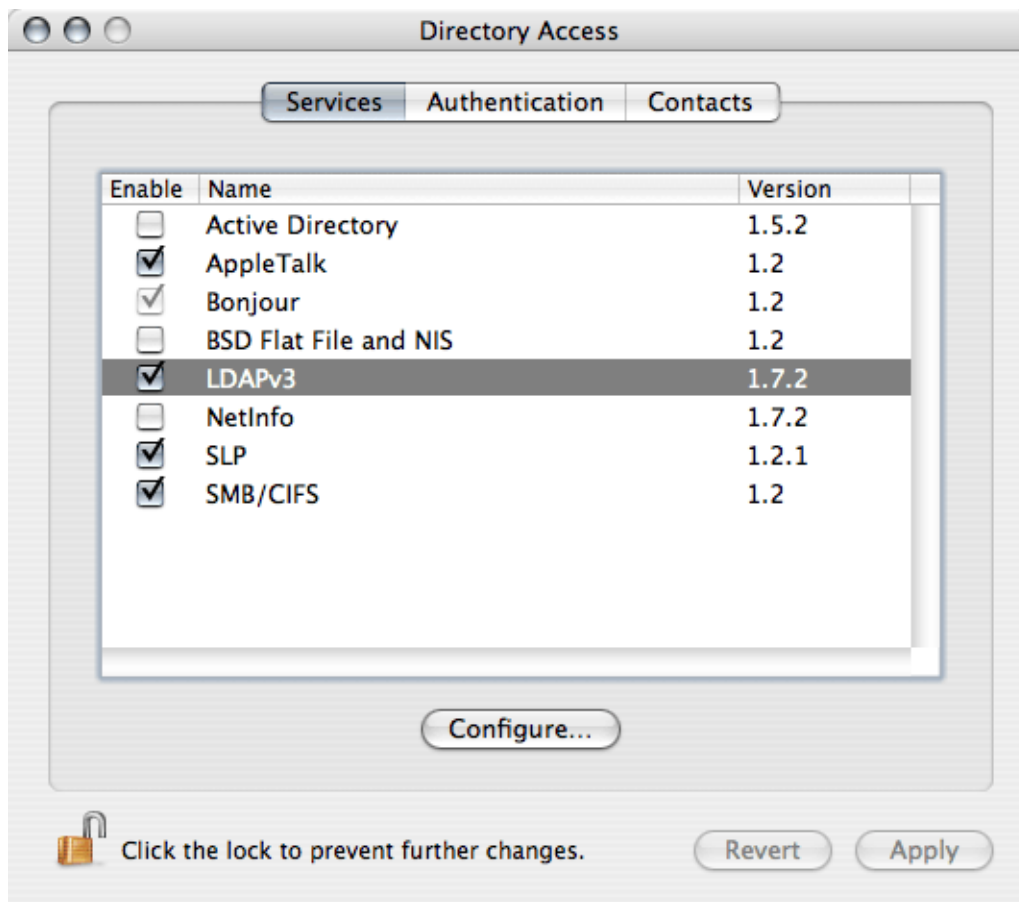 Directory Access
Services Authentication Contacts
Enable Name Version
Active Directory 1.5.2
AppleTalk 1.2
Bonjour 1.2
BSD Flat File and NIS 1.2
LDAPv3 1.7.2
NetInfo 1.7.2
SLP 1.2.1
SMB/CIFS 1.2
Configure...
Click the lock to prevent further changes. Revert Apply